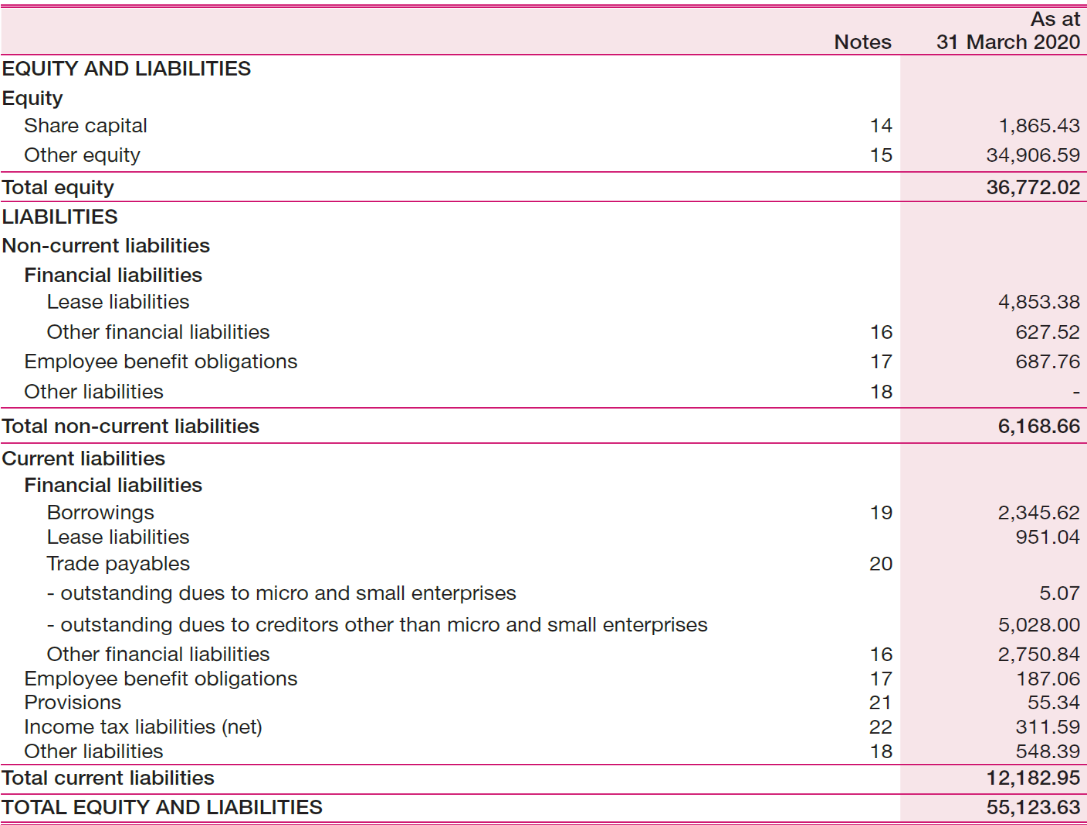 As at
Notes 31 March 2020
EQUITY AND LIABILITIES
Equity
Share capital 14 1,865.43
Other equity 15 34,906.59
Total equity 36,772.02
LIABILITIES
Non-current liabilities
Financial liabilities
Lease liabilities 4,853.38
Other financial liabilities 16 627.52
Employee benefit obligations 17 687.76
Other liabilities 18 -
Total non-current liabilities 6,168.66
Current liabilities
Financial liabilities
Borrowings 19 2,345.62
Lease liabilities 951.04
Trade payables 20
- outstanding dues to micro and small enterprises 5.07
- outstanding dues to creditors other than micro and small enterprises 5,028.00
Other financial liabilities 16 2,750.84
Employee benefit obligations 17 187.06
Provisions 21 55.34
Income tax liabilities (net) 22 311.59
Other liabilities 18 548.39
Total current liabilities 12,182.95
TOTAL EQUITY AND LIABILITIES 55,123.63